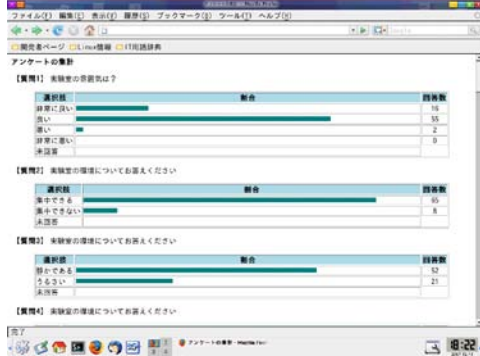 ファイル(F) 編集(E) 表示(V) 履歴(S) ブックマーク(B) ツール(T) ヘルプ(H)
開発者ページ Linux情報 IT用語辞典
アンケートの集計
【質問1】 実験室の雰囲気は?
選択肢 割合 回答数
非常に良い 16
良い 55
悪い 2
非常に悪い 0
未回答
【質問2】 実験室の環境についてお答えください
選択肢 割合 回答数
集中できる 65
集中できない 8
未回答
【質問3】 実験室の環境についてお答えください
選択肢 割合 回答数
静かである 52
うるさい 21
未回答
【質問4】 実験室の環境についてお答えください
完了
アンケートの集計 - Mozilla Firef
18:22